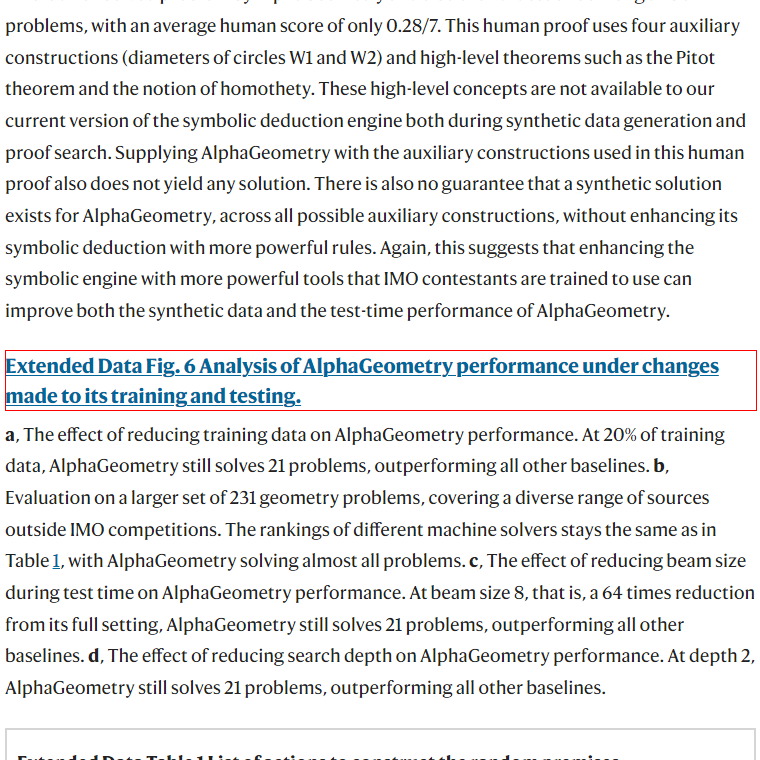 problems, with an average human score of only 0.28/7. This human proof uses four auxiliary
constructions (diameters of circles W1 and W2) and high-level theorems such as the Pitot
theorem and the notion of homothety. These high-level concepts are not available to our
current version of the symbolic deduction engine both during synthetic data generation and
proof search. Supplying AlphaGeometry with the auxiliary constructions used in this human
proof also does not yield any solution. There is also no guarantee that a synthetic solution
exists for AlphaGeometry, across all possible auxiliary constructions, without enhancing its
symbolic deduction with more powerful rules. Again, this suggests that enhancing the
symbolic engine with more powerful tools that IMO contestants are trained to use can
improve both the synthetic data and the test-time performance of AlphaGeometry.
Extended Data Fig. 6 Analysis of AlphaGeometry performance under changes
made to its training and testing.
a, The effect of reducing training data on AlphaGeometry performance. At 20% of training
data, AlphaGeometry still solves 21 problems, outperforming all other baselines. b,
Evaluation on a larger set of 231 geometry problems, covering a diverse range of sources
outside IMO competitions. The rankings of different machine solvers stays the same as in
Table 1, with AlphaGeometry solving almost all problems. c, The effect of reducing beam size
during test time on AlphaGeometry performance. At beam size 8, that is, a 64 times reduction
from its full setting, AlphaGeometry still solves 21 problems, outperforming all other
baselines. d, The effect of reducing search depth on AlphaGeometry performance. At depth 2,
AlphaGeometry still solves 21 problems, outperforming all other baselines.
Extended Data Table 1 List of actions to construct the random premises